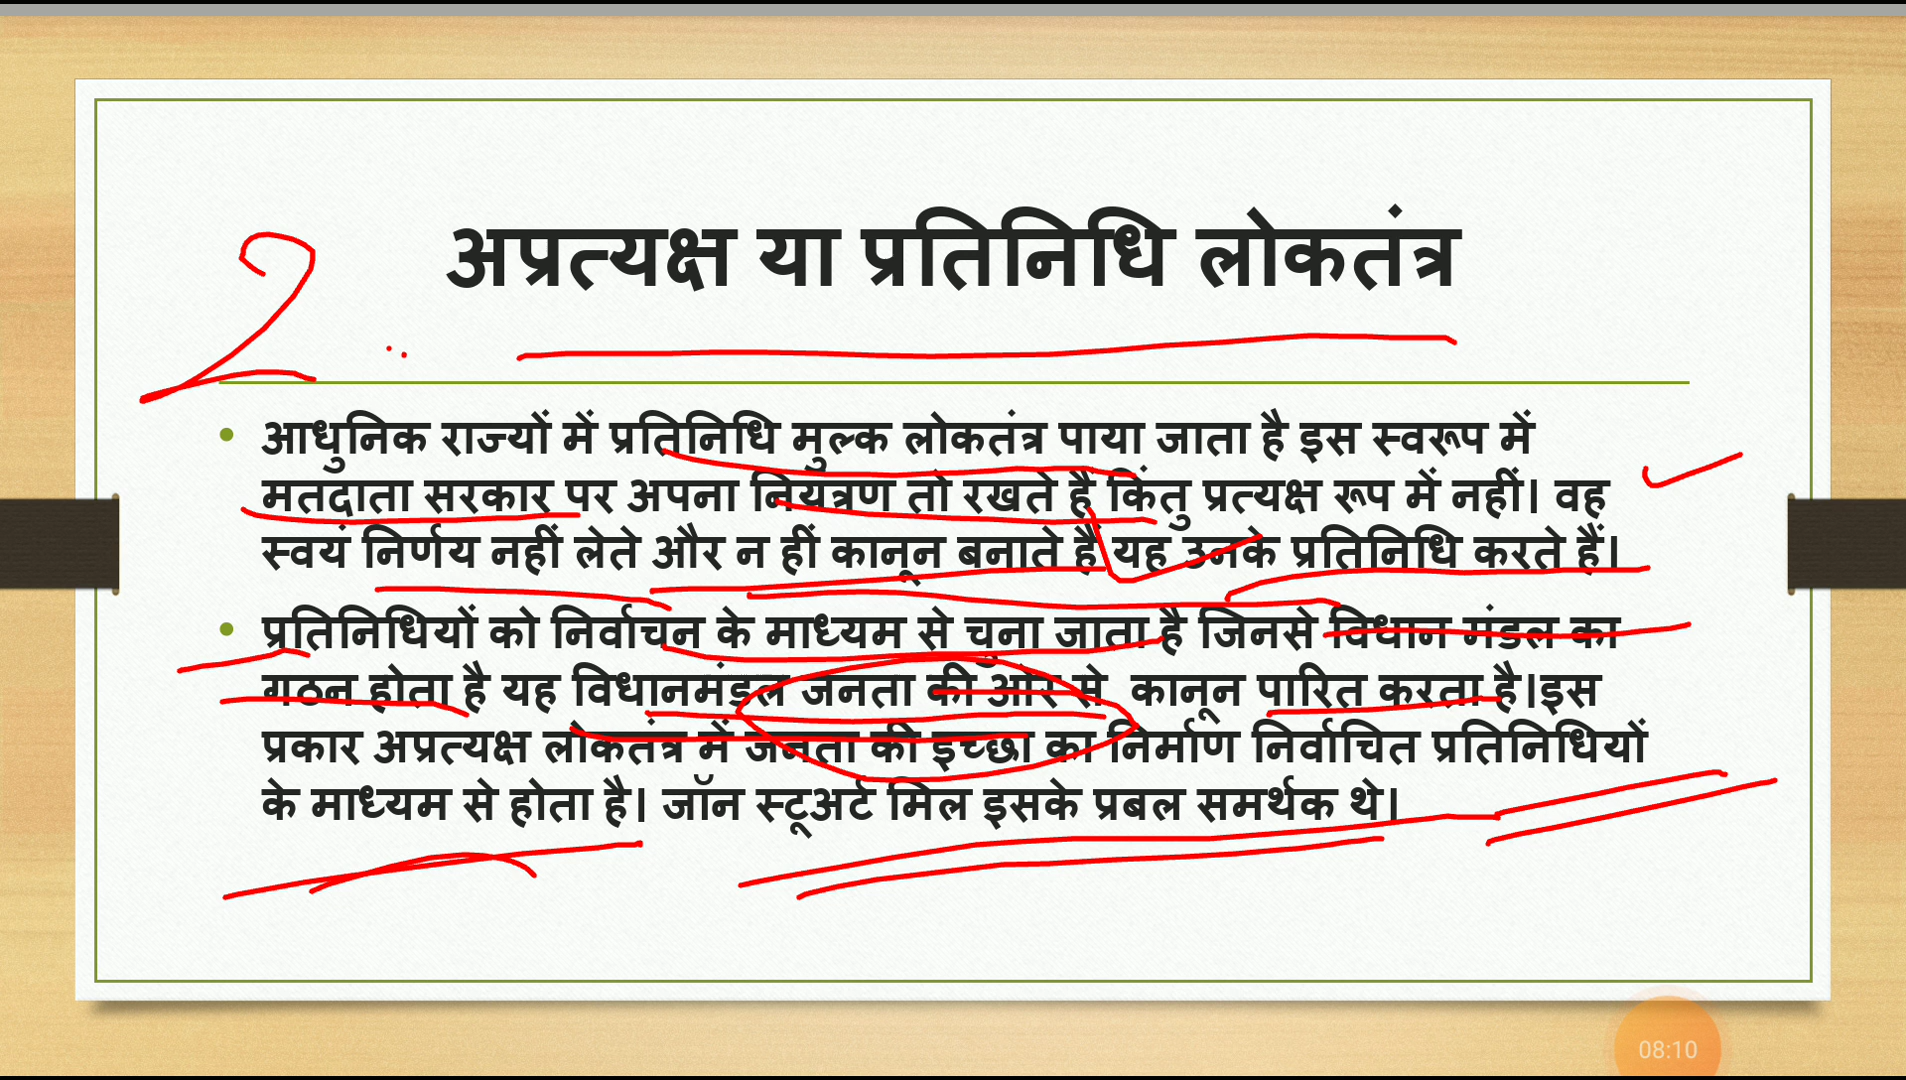 2
अप्रत्यक्ष या प्रतिनिधि लोकतंत्र
• आधुनिक राज्यों में प्रतिनिधि मुल्क लोकतंत्र पाया जाता है इस स्वरूप में
मतदाता सरकार पर अपना नियंत्रण तो रखते है किंतु प्रत्यक्ष रूप में नहीं। वह
स्वयं निर्णय नहीं लेते और न हीं कानून बनाते हैं यह उनके प्रतिनिधि करते हैं।
• प्रतिनिधियों को निर्वाचन के माध्यम से चुना जाता है जिनसे विधान मंडल का
गठन होता है यह विधानमंडल जनता की ओर से कानून पारित करता है।इस
प्रकार अप्रत्यक्ष लोकतंत्र में जनता की इच्छा का निर्माण निर्वाचित प्रतिनिधियों
के माध्यम से होता है। जॉन स्टूअर्ट मिल इसके प्रबल समर्थक थे।
08:10